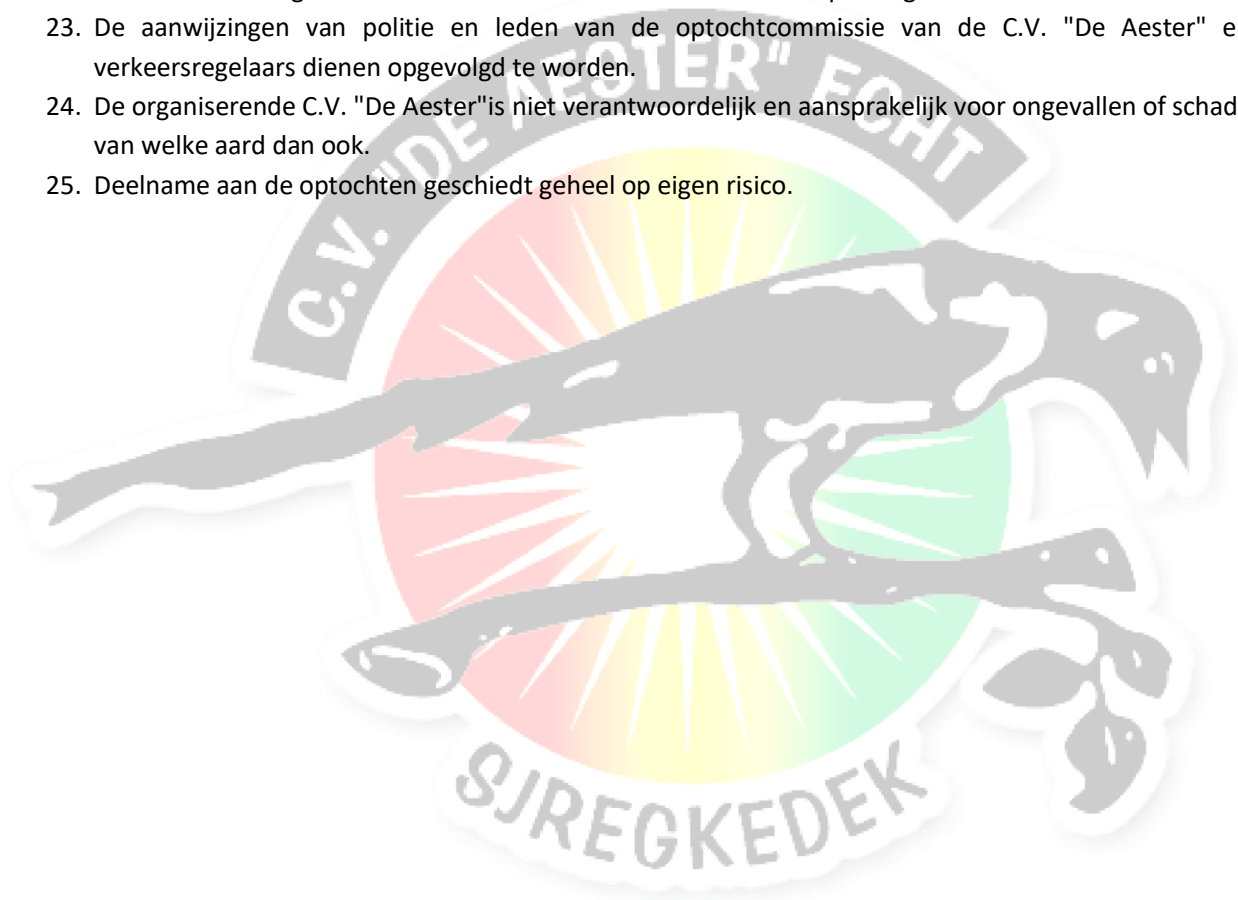 23. De aanwijzingen van politie en leden van de optochtcommissie van de C.V. "De Aester" e
verkeersregelaars dienen opgevolgd te worden.
24. De organiserende C.V. "De Aester"is niet verantwoordelijk en aansprakelijk voor ongevallen of schad
van welke aard dan ook.
25. Deelname aan de optochten geschiedt geheel op eigen risico.
C.V. "DE AESTER" ECHT
SJREGKEDEK